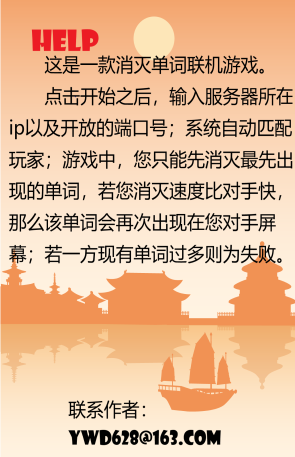 HELP
这是一款消灭单词联机游戏。
点击开始之后，输入服务器所在
ip以及开放的端口号；系统自动匹配
玩家；游戏中，您只能先消灭最先出
现的单词，若您消灭速度比对手快，
那么该单词会再次出现在您对手屏
幕；若一方现有单词过多则为失败。
联系作者：
YWD628@163.COM